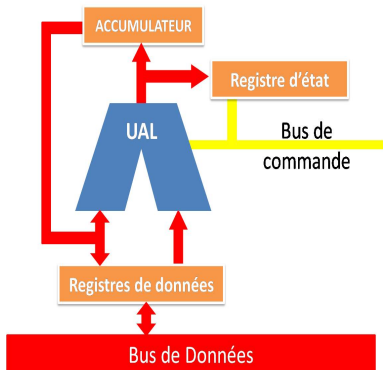 ACCUMULATEUR
Registre d'état
UAL
Bus de
commande
Registres de données
Bus de Données